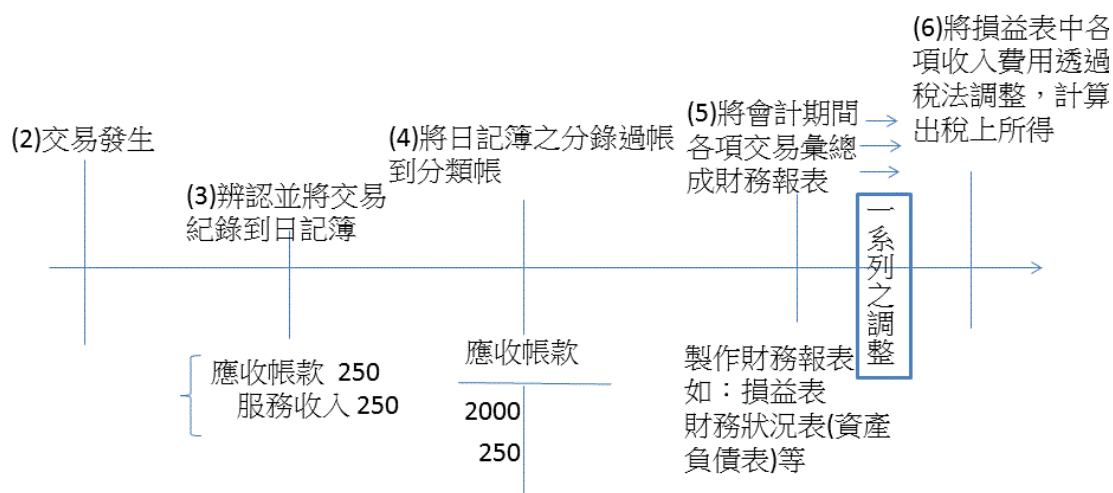 (2)交易發生
(3)辨認並將交易
紀錄到日記簿
(4)將日記簿之分錄過帳
到分類帳
(5)將會計期間
各項交易彙總
成財務報表
(6)將損益表中各
項收入費用透過
稅法調整，計算
出稅上所得
一系列之調整
應收帳款 250
服務收入 250
應收帳款
2000
250
製作財務報表
如：損益表
財務狀況表(資產
負債表)等